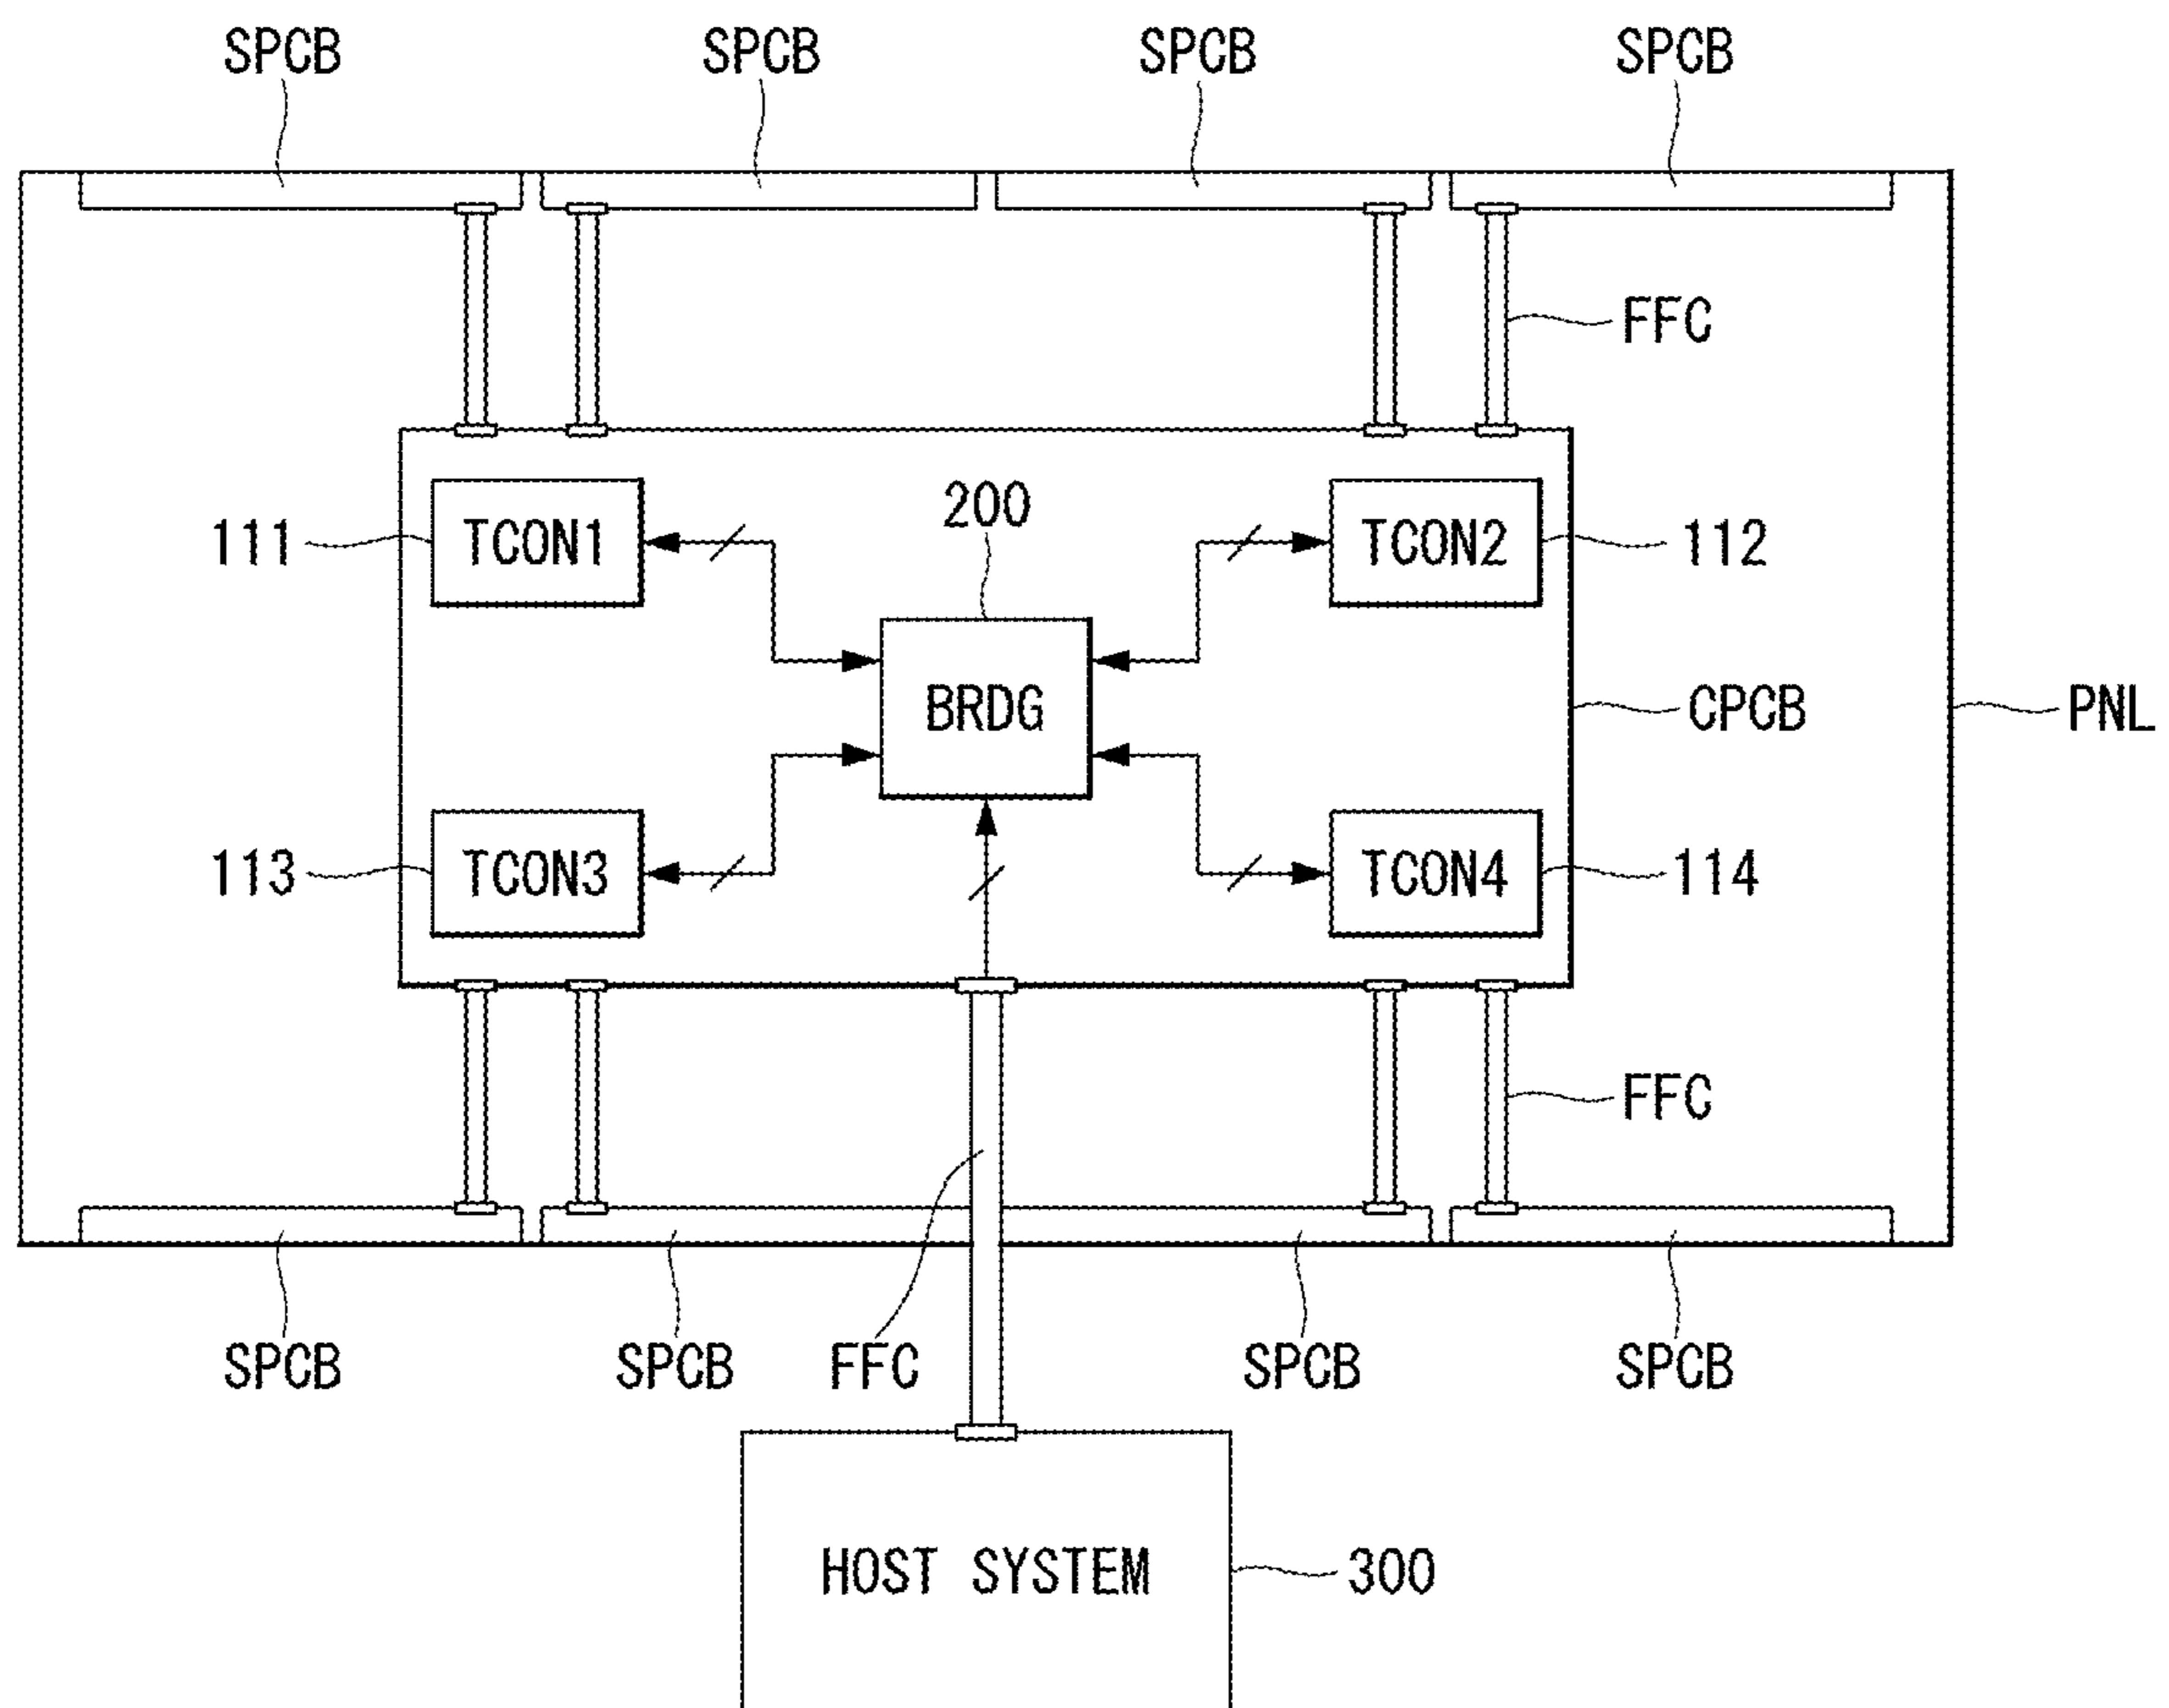 SPCB SPCB SPCB SPCB
FFC
200
111 TCON1 TCON2 112
BRDG CPCB PNL
113 TCON3 TCON4 114
FFC
SPCB SPCB FFC SPCB SPCB
HOST SYSTEM 300